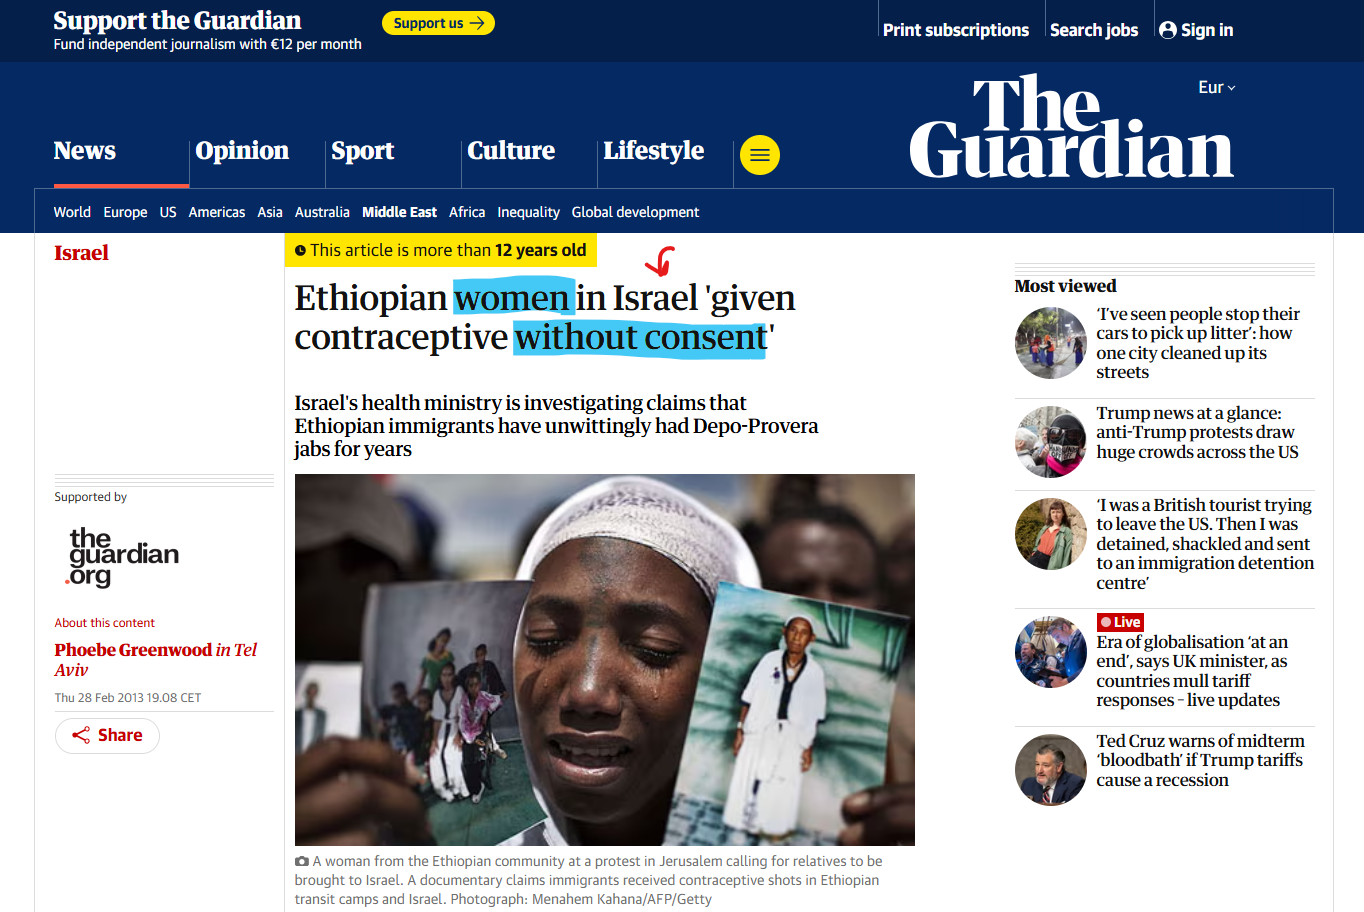 Support the Guardian
Fund independent journalism with €12 per month
Support us
Print subscriptions
Search jobs
Sign in
Eur
The
Guardian
News
Opinion
Sport
Culture
Lifestyle
World Europe US Americas Asia Australia Middle East Africa Inequality Global development
Israel
This article is more than 12 years old
Ethiopian women in Israel 'given
contraceptive without consent'
Israel's health ministry is investigating claims that
Ethiopian immigrants have unwittingly had Depo-Provera
jabs for years
Supported by
the
guardian
.org
About this content
Phoebe Greenwood in Tel
Aviv
Thu 28 Feb 2013 19.08 CET
Share
A woman from the Ethiopian community at a protest in Jerusalem calling for relatives to be
brought to Israel. A documentary claims immigrants received contraceptive shots in Ethiopian
transit camps and Israel. Photograph: Menahem Kahana/AFP/Getty
Most viewed
‘I’ve seen people stop their
cars to pick up litter’: how
one city cleaned up its
streets
Trump news at a glance:
anti-Trump protests draw
huge crowds across the US
‘I was a British tourist trying
to leave the US. Then I was
detained, shackled and sent
to an immigration detention
centre’
Live
Era of globalisation ‘at an
end’, says UK minister, as
countries mull tariff
responses – live updates
Ted Cruz warns of midterm
‘bloodbath’ if Trump tariffs
cause a recession